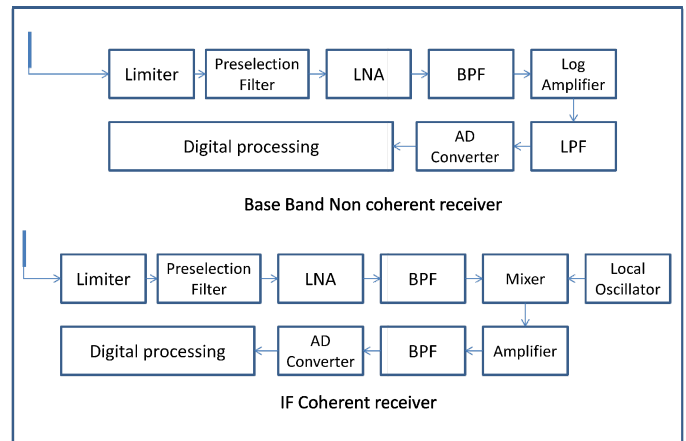 Limiter
Preselection
Filter
LNA
BPF
Log
Amplifier
Digital processing
AD
Converter
LPF
Base Band Non coherent receiver
Limiter
Preselection
Filter
LNA
BPF
Mixer
Local
Oscillator
Digital processing
AD
Converter
BPF
Amplifier
IF Coherent receiver